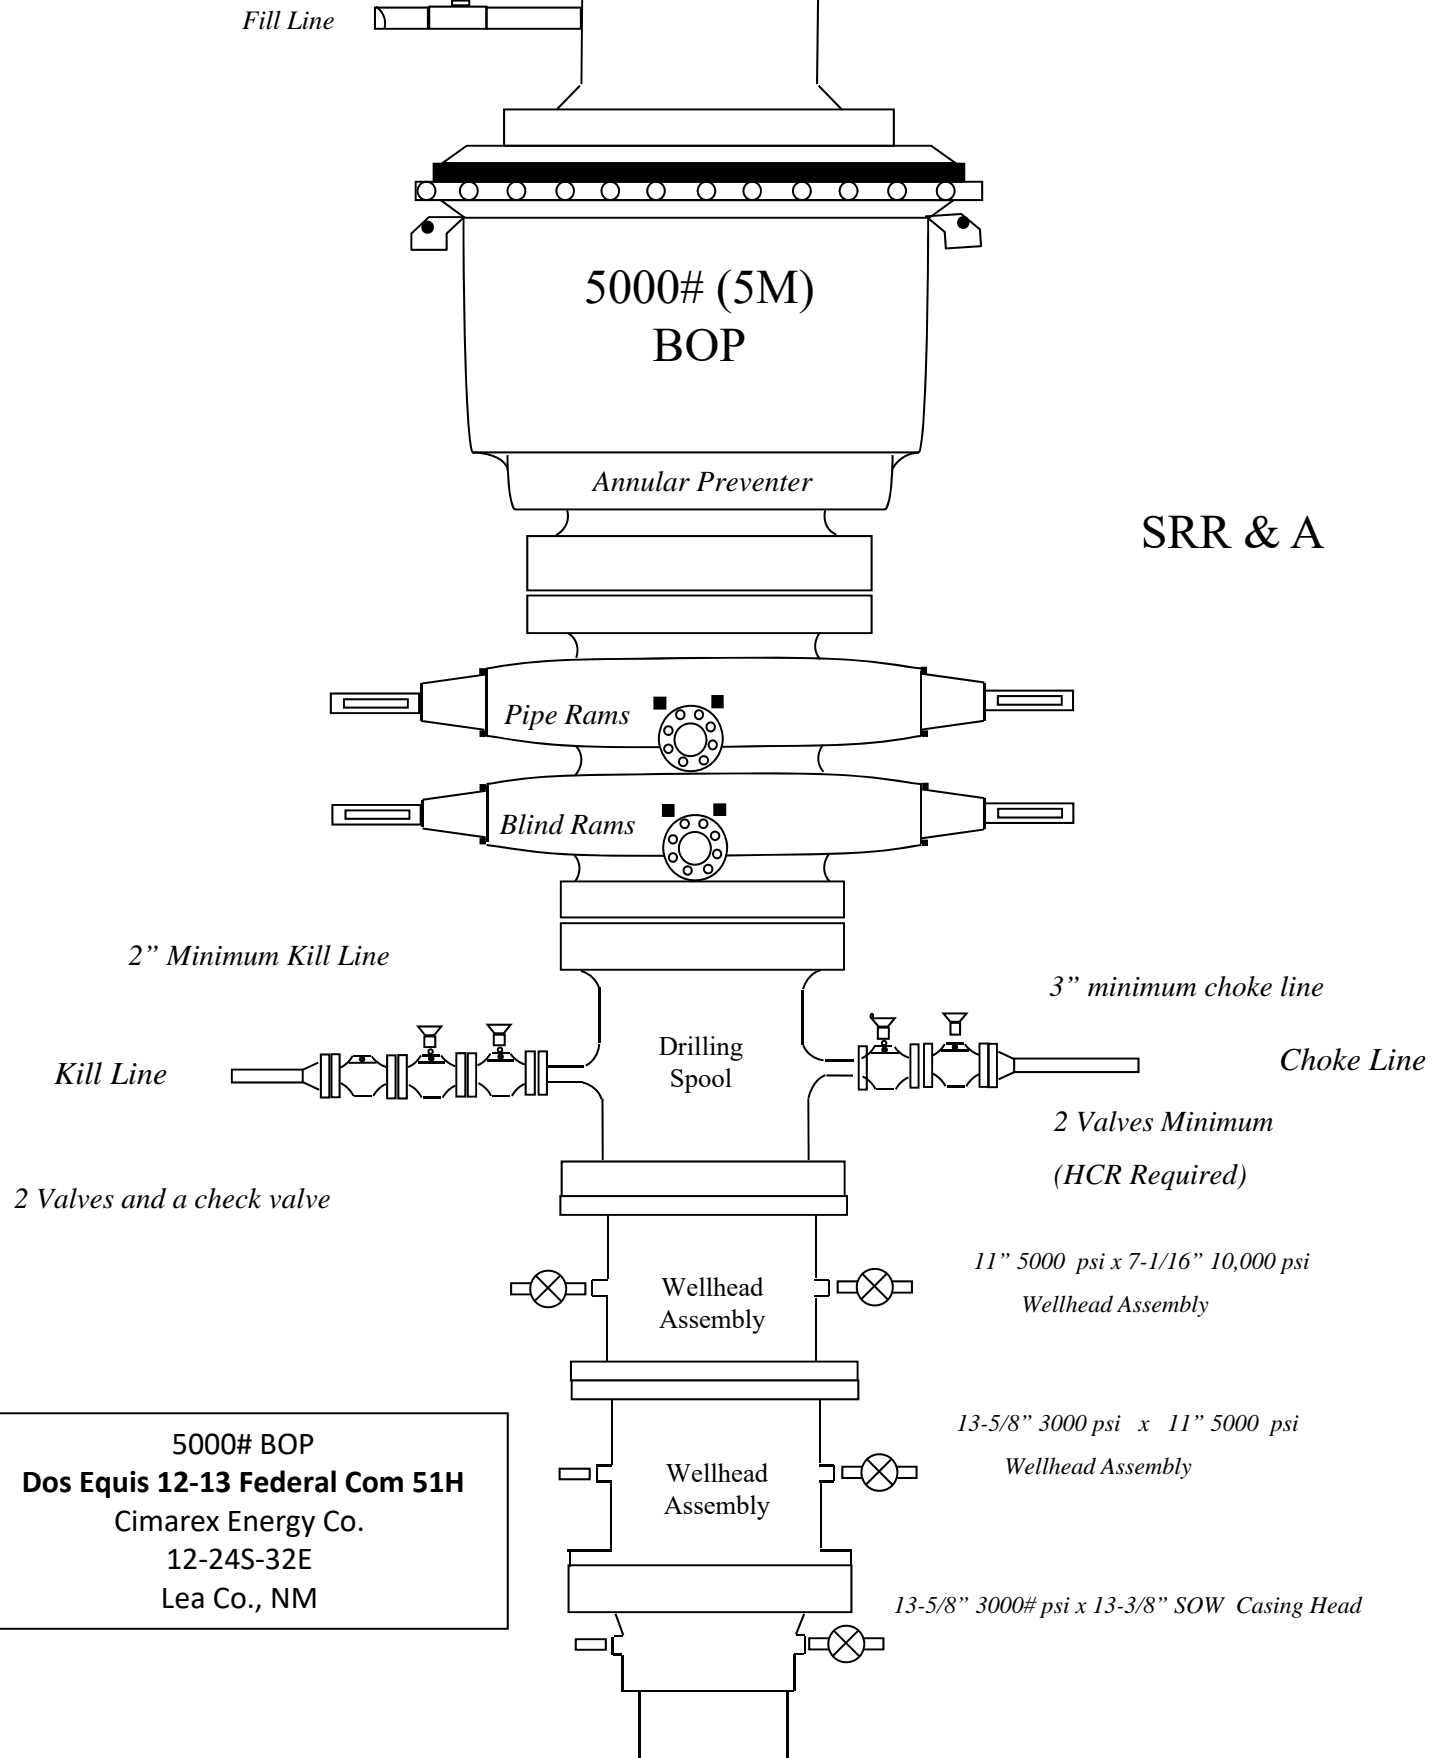 Fill Line
5000# (5M)
BOP
Annular Preventer
SRR & A
Pipe Rams
Blind Rams
2” Minimum Kill Line
3” minimum choke line
Drilling
Spool
Kill Line
Choke Line
2 Valves Minimum
(HCR Required)
2 Valves and a check valve
11” 5000  psi x 7-1/16” 10,000 psi
Wellhead Assembly
Wellhead
Assembly
13-5/8” 3000 psi   x   11” 5000  psi
Wellhead Assembly
Wellhead
Assembly
5000# BOP
Dos Equis 12-13 Federal Com 51H
Cimarex Energy Co.
12-24S-32E
Lea Co., NM
13-5/8” 3000# psi x 13-3/8” SOW  Casing Head